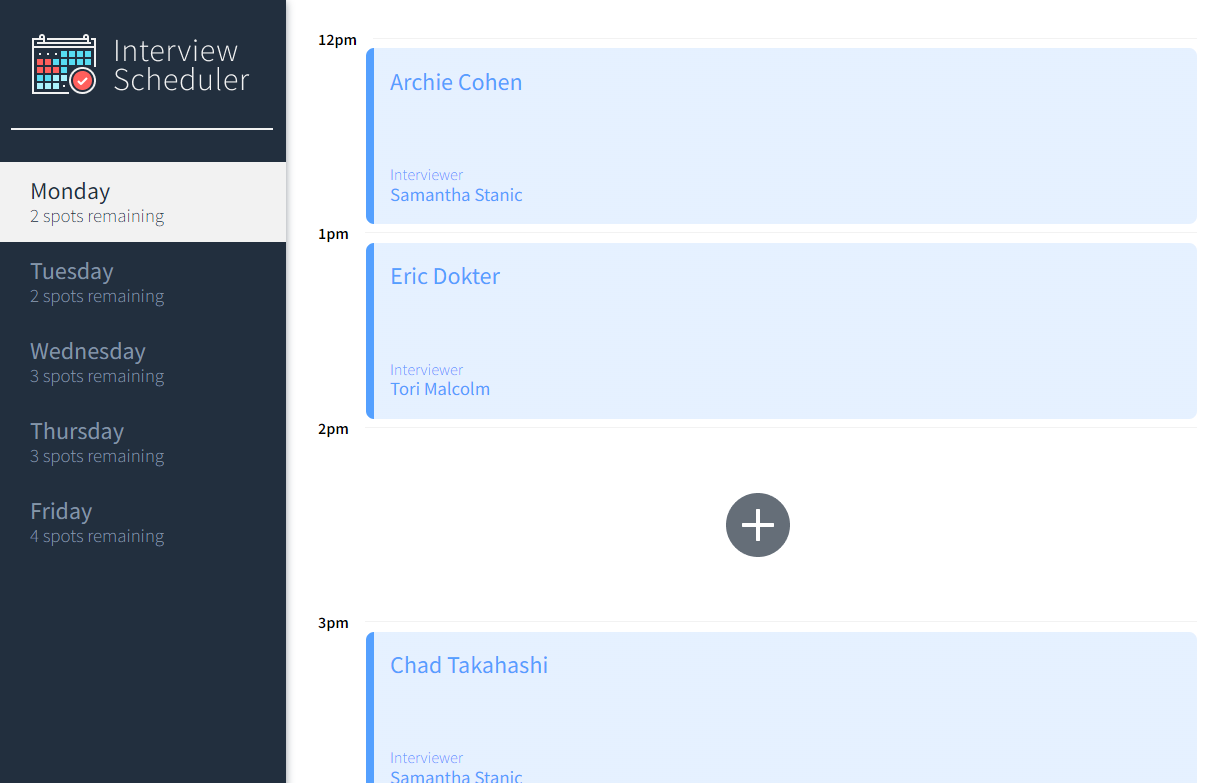 Interview
Scheduler
Monday
2 spots remaining
Tuesday
2 spots remaining
Wednesday
3 spots remaining
Thursday
3 spots remaining
Friday
4 spots remaining
12pm
Archie Cohen
Interviewer
Samantha Stanic
1pm
Eric Dokter
Interviewer
Tori Malcolm
2pm
3pm
Chad Takahashi
Interviewer
Samantha Stanic